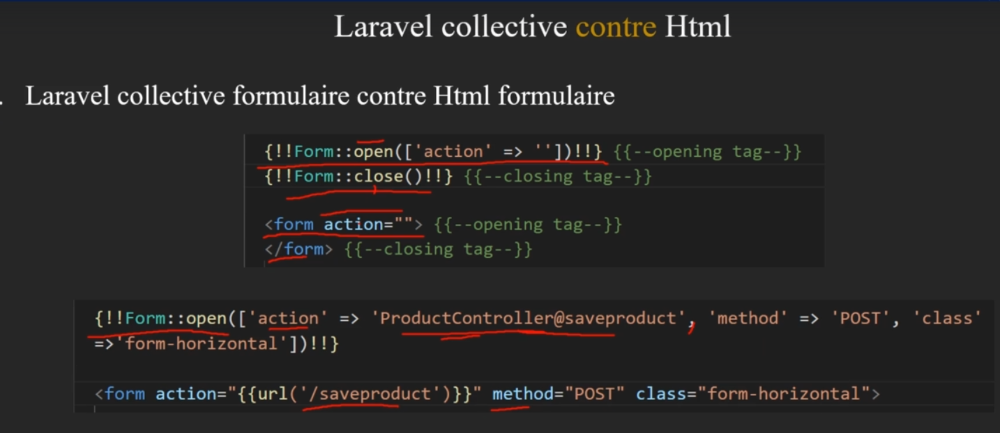 Laravel collective contre Html
. Laravel collective formulaire contre Html formulaire
{!!Form::open(['action' => ''])!!} {{--opening tag--}}
{!!Form::close()!!} {{--closing tag--}}
<form action=""> {{--opening tag--}}
</form> {{--closing tag--}}
{!!Form::open(['action' => 'ProductController@saveproduct', 'method' => 'POST', 'class'
=>'form-horizontal'])!!}
<form action="{{url('/saveproduct')}}" method="POST" class="form-horizontal">